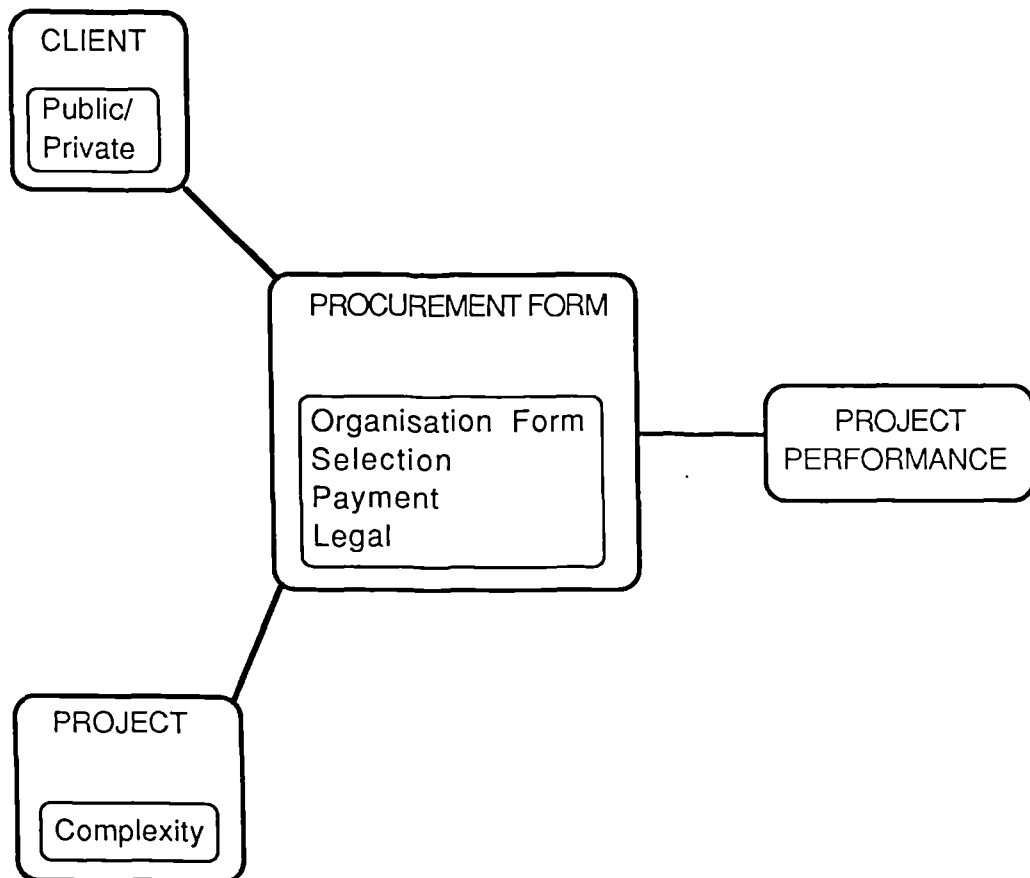 CLIENT
Public/
Private
PROCUREMENT FORM
Organisation Form
Selection
Payment
Legal
PROJECT
PERFORMANCE
PROJECT
Complexity